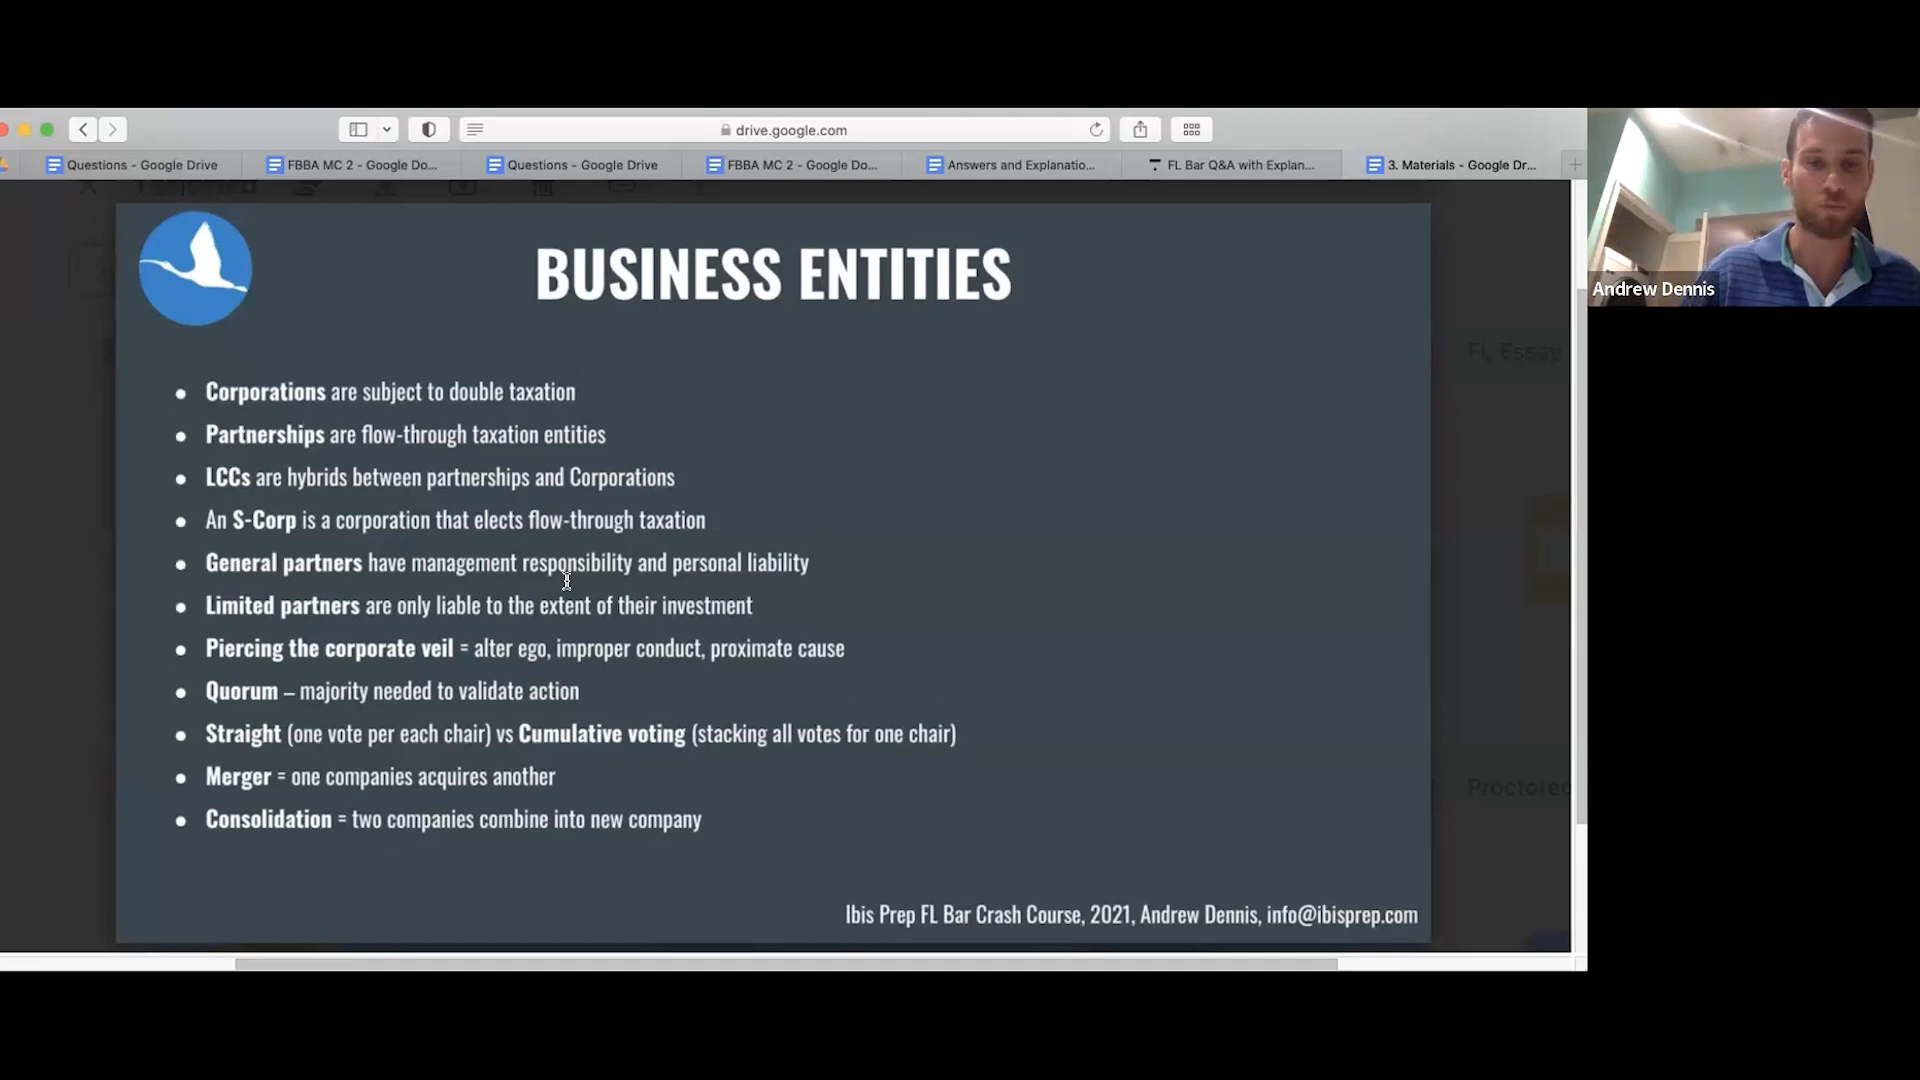 drive.google.com
Questions - Google Drive
FBBA MC 2 - Google Do...
Questions - Google Drive
FBBA MC 2 - Google Do...
Answers and Explanatio...
FL Bar Q&A with Explan...
3. Materials - Google Dr...
BUSINESS ENTITIES
Andrew Dennis
FL Essay
• Corporations are subject to double taxation
• Partnerships are flow-through taxation entities
• LCCs are hybrids between partnerships and Corporations
• An S-Corp is a corporation that elects flow-through taxation
• General partners have management responsibility and personal liability
• Limited partners are only liable to the extent of their investment
• Piercing the corporate veil = alter ego, improper conduct, proximate cause
• Quorum – majority needed to validate action
• Straight (one vote per each chair) vs Cumulative voting (stacking all votes for one chair)
• Merger = one companies acquires another
• Consolidation = two companies combine into new company
Proctored
Ibis Prep FL Bar Crash Course, 2021, Andrew Dennis, info@ibisprep.com